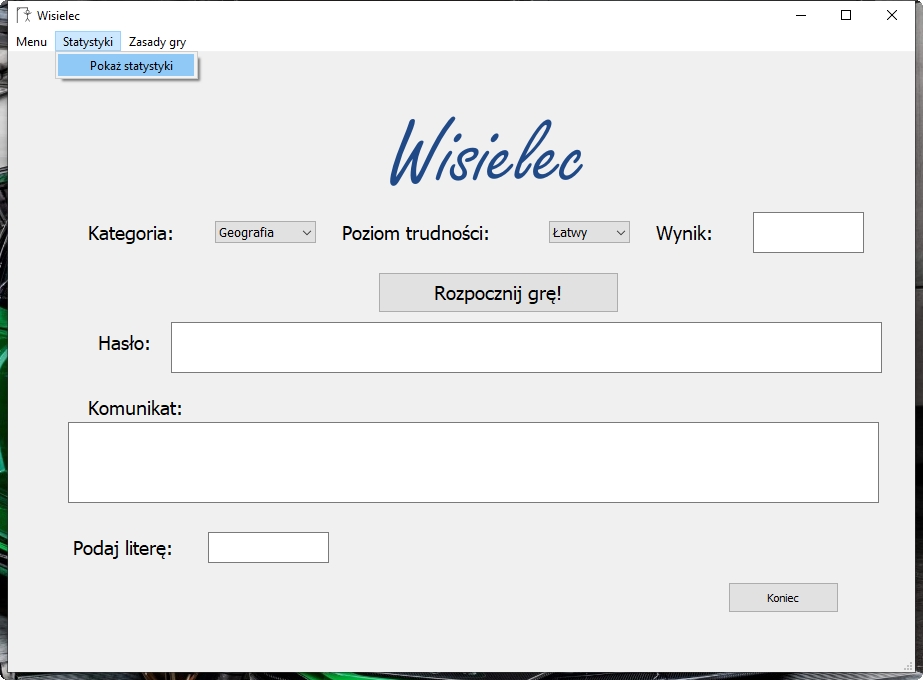 Wisielec
Menu Statystyki Zasady gry
Pokaż statystyki
Wisielec
Kategoria: Geografia Poziom trudności: Łatwy Wynik:
Rozpocznij grę!
Hasło:
Komunikat:
Podaj literę:
Koniec